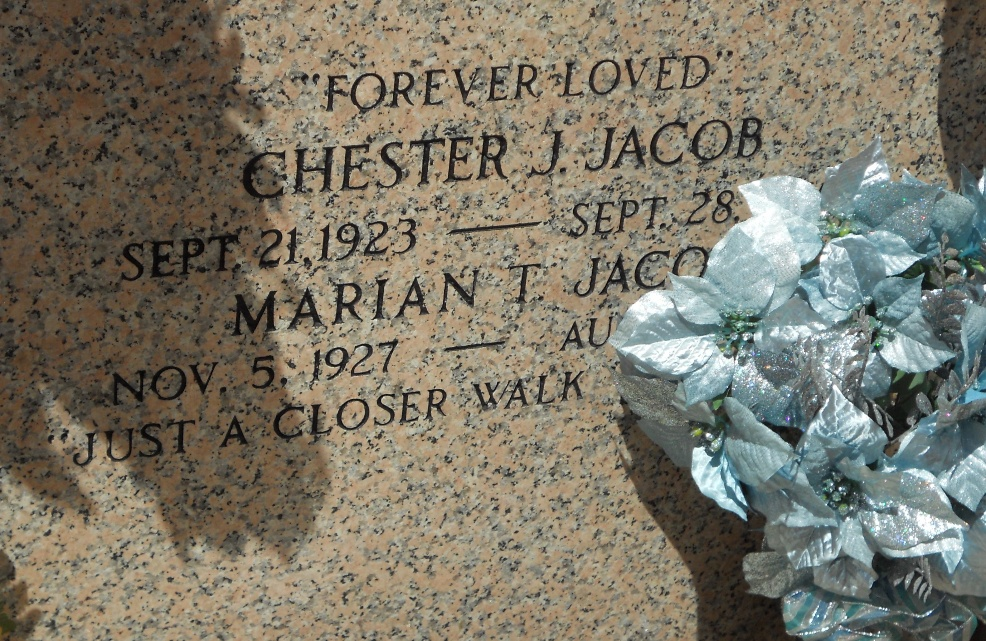 "FOREVER LOVED"
CHESTER J. JACOB
SEPT. 21, 1923 — SEPT. 28,
MARIAN T. JACO
NOV. 5, 1927 — AU
"JUST A CLOSER WALK